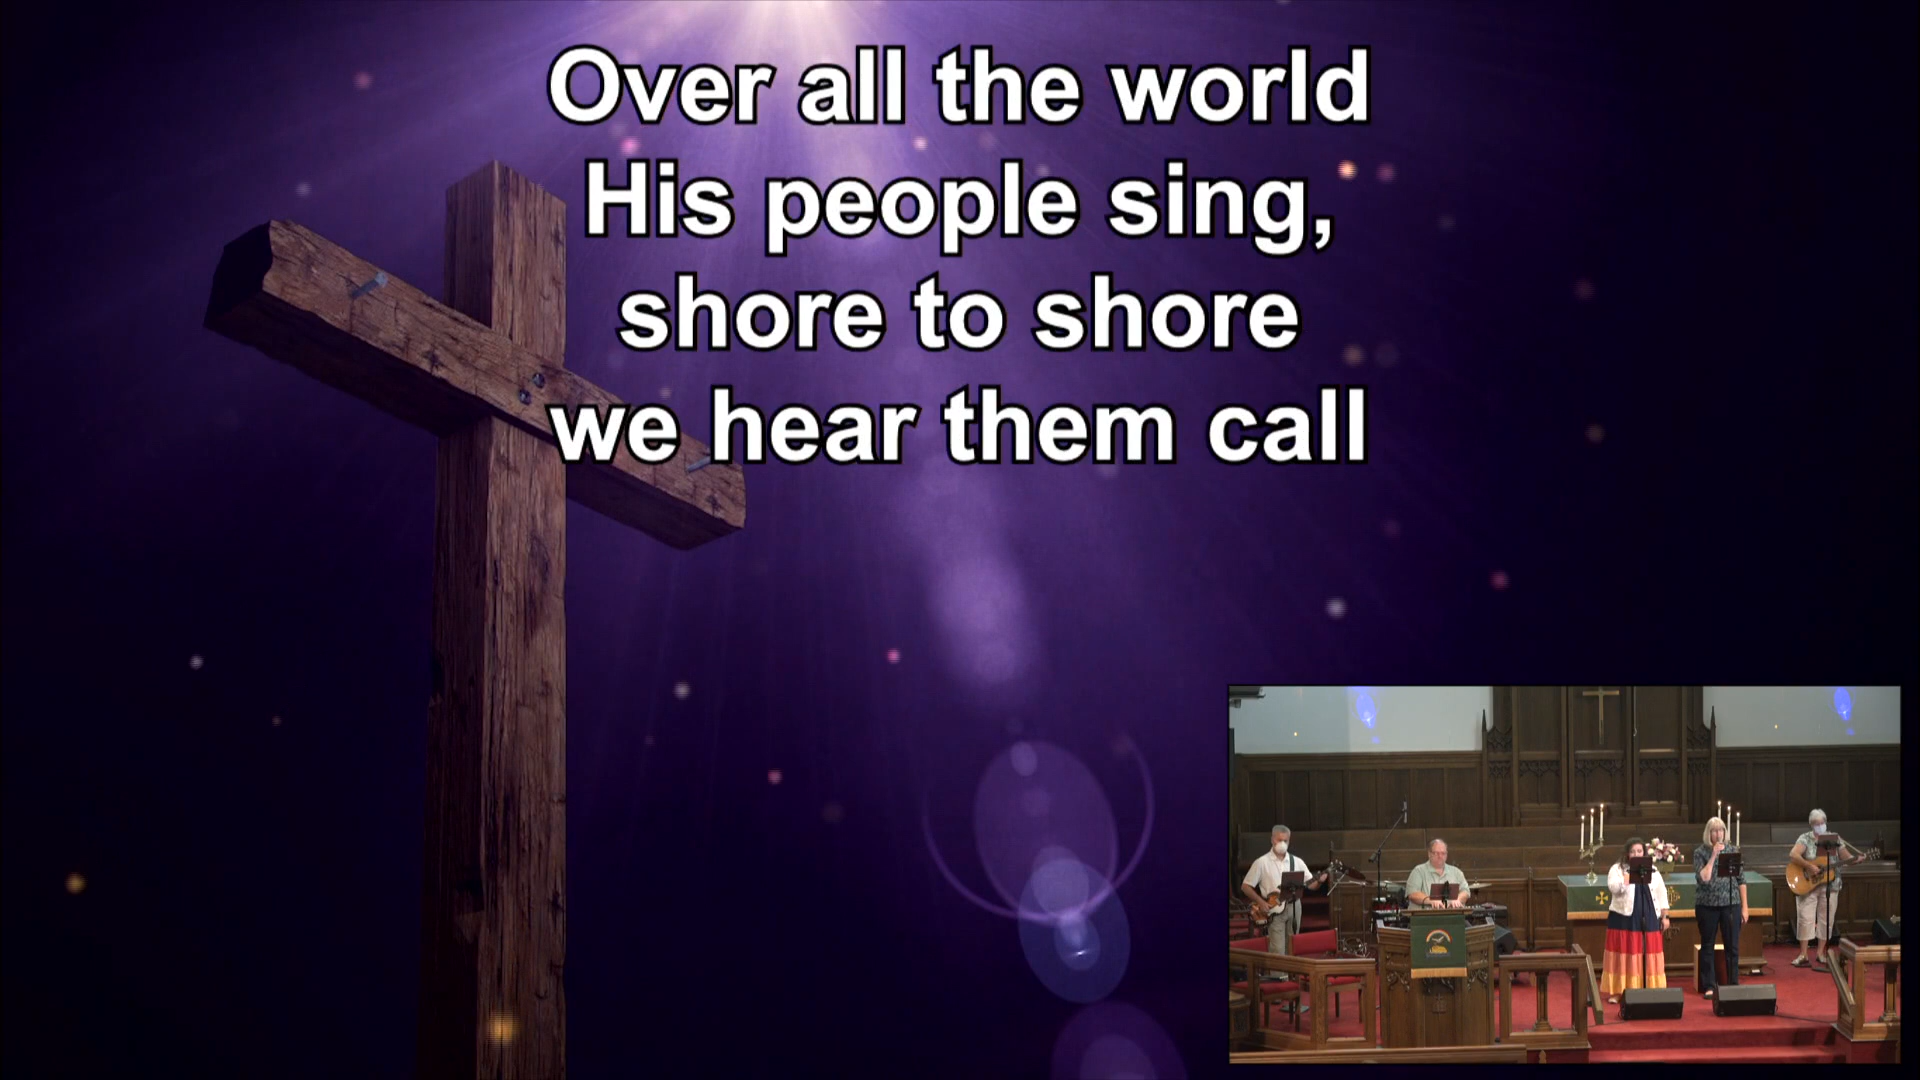 Over all the world
His people sing,
shore to shore
we hear them call